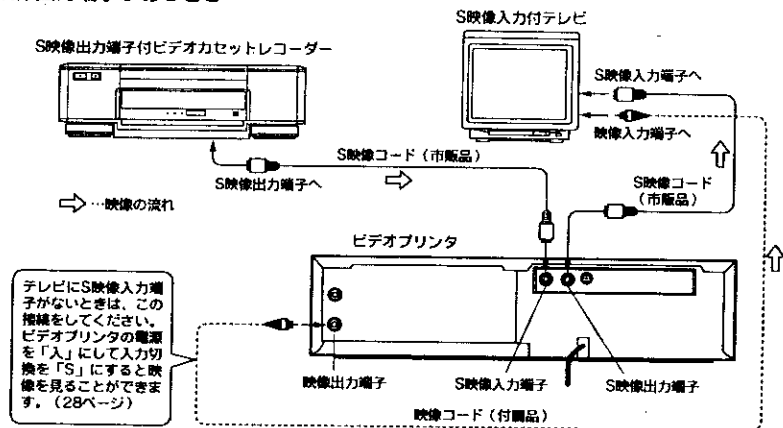 S映像入力付テレビ
S映像出力端子付ビデオカセットレコーダー
S映像入力端子へ
映像入力端子へ
S映像コード（市販品）
S映像出力端子へ
S映像コード
（市販品）
⇨…映像の流れ
ビデオプリンタ
テレビにS映像入力端
子がないときは、この
接続をしてください。
ビデオプリンタの電源
を「入」にして入力切
換を「S」にすると映
像を見ることができま
す。（28ページ）
映像出力端子
S映像入力端子
S映像出力端子
映像コード（付属品）